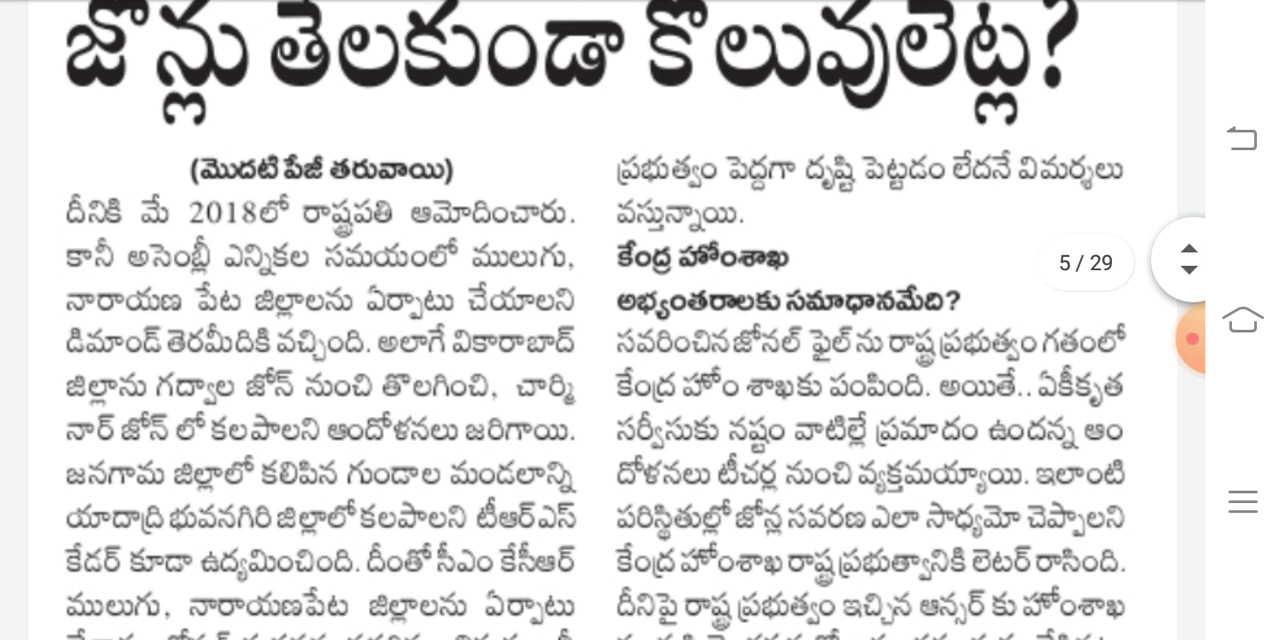 జోన్లు తేలకుండా కొలువులెట్ల?
(మొదటి పేజీ తరువాయి)
దీనికి మే 2018లో రాష్ట్రపతి ఆమోదించారు.
కానీ అసెంబ్లీ ఎన్నికల సమయంలో ములుగు,
నారాయణ పేట జిల్లాలను ఏర్పాటు చేయాలని
డిమాండ్ తెరమీదికి వచ్చింది. అలాగే వికారాబాద్
జిల్లాను గద్వాల జోన్ నుంచి తొలగించి, చార్మి
నార్ జోన్ లో కలపాలని ఆందోళనలు జరిగాయి.
జనగామ జిల్లాలో కలిపిన గుండాల మండలాన్ని
యాదాద్రి భువనగిరి జిల్లాలో కలపాలని టీఆర్ఎస్
కేడర్ కూడా ఉద్యమించింది. దీంతో సీఎం కేసీఆర్
ములుగు, నారాయణపేట జిల్లాలను ఏర్పాటు
ప్రభుత్వం పెద్దగా దృష్టి పెట్టడం లేదనే విమర్శలు
వస్తున్నాయి.
కేంద్ర హోంశాఖ
అభ్యంతరాలకు సమాధానమేది?
సవరించిన జోనల్ ఫైల్ ను రాష్ట్ర ప్రభుత్వం గతంలో
కేంద్ర హోం శాఖకు పంపింది. అయితే.. ఏకీకృత
సర్వీసుకు నష్టం వాటిల్లే ప్రమాదం ఉందన్న ఆం
దోళనలు టీచర్ల నుంచి వ్యక్తమయ్యాయి. ఇలాంటి
పరిస్థితుల్లో జోన్ల సవరణ ఎలా సాధ్యమో చెప్పాలని
కేంద్ర హోంశాఖ రాష్ట్ర ప్రభుత్వానికి లెటర్ రాసింది.
దీనిపై రాష్ట్ర ప్రభుత్వం ఇచ్చిన ఆన్సర్ కు హోంశాఖ
5 / 29